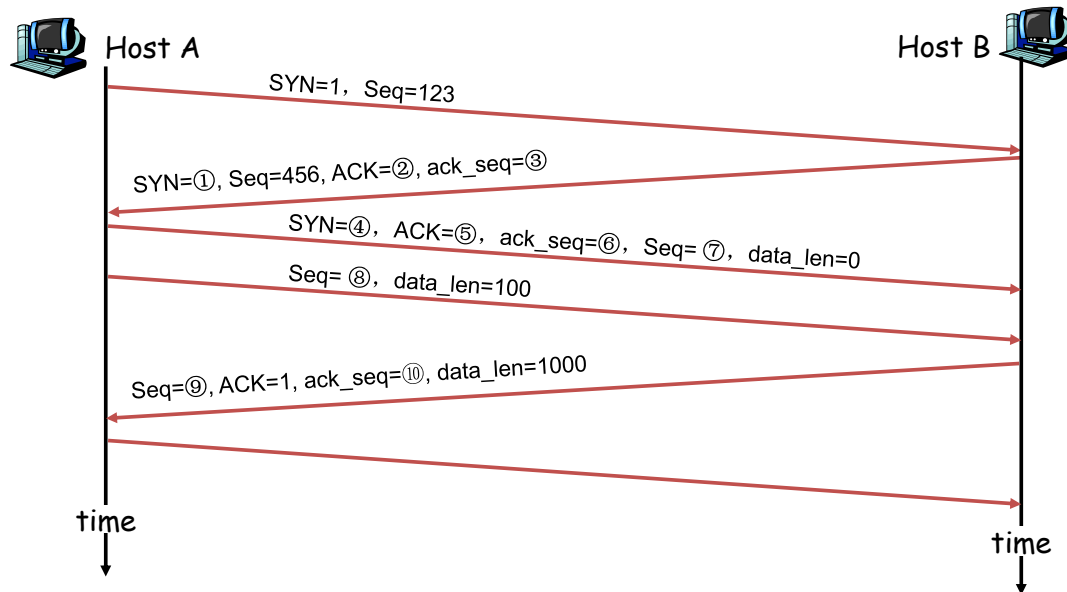 Host A
Host B
SYN=1，Seq=123
SYN=①, Seq=456, ACK=②, ack_seq=③
SYN=④，ACK=⑤，ack_seq=⑥，Seq= ⑦，data_len=0
Seq= ⑧，data_len=100
Seq=⑨, ACK=1, ack_seq=⑩, data_len=1000
time
time